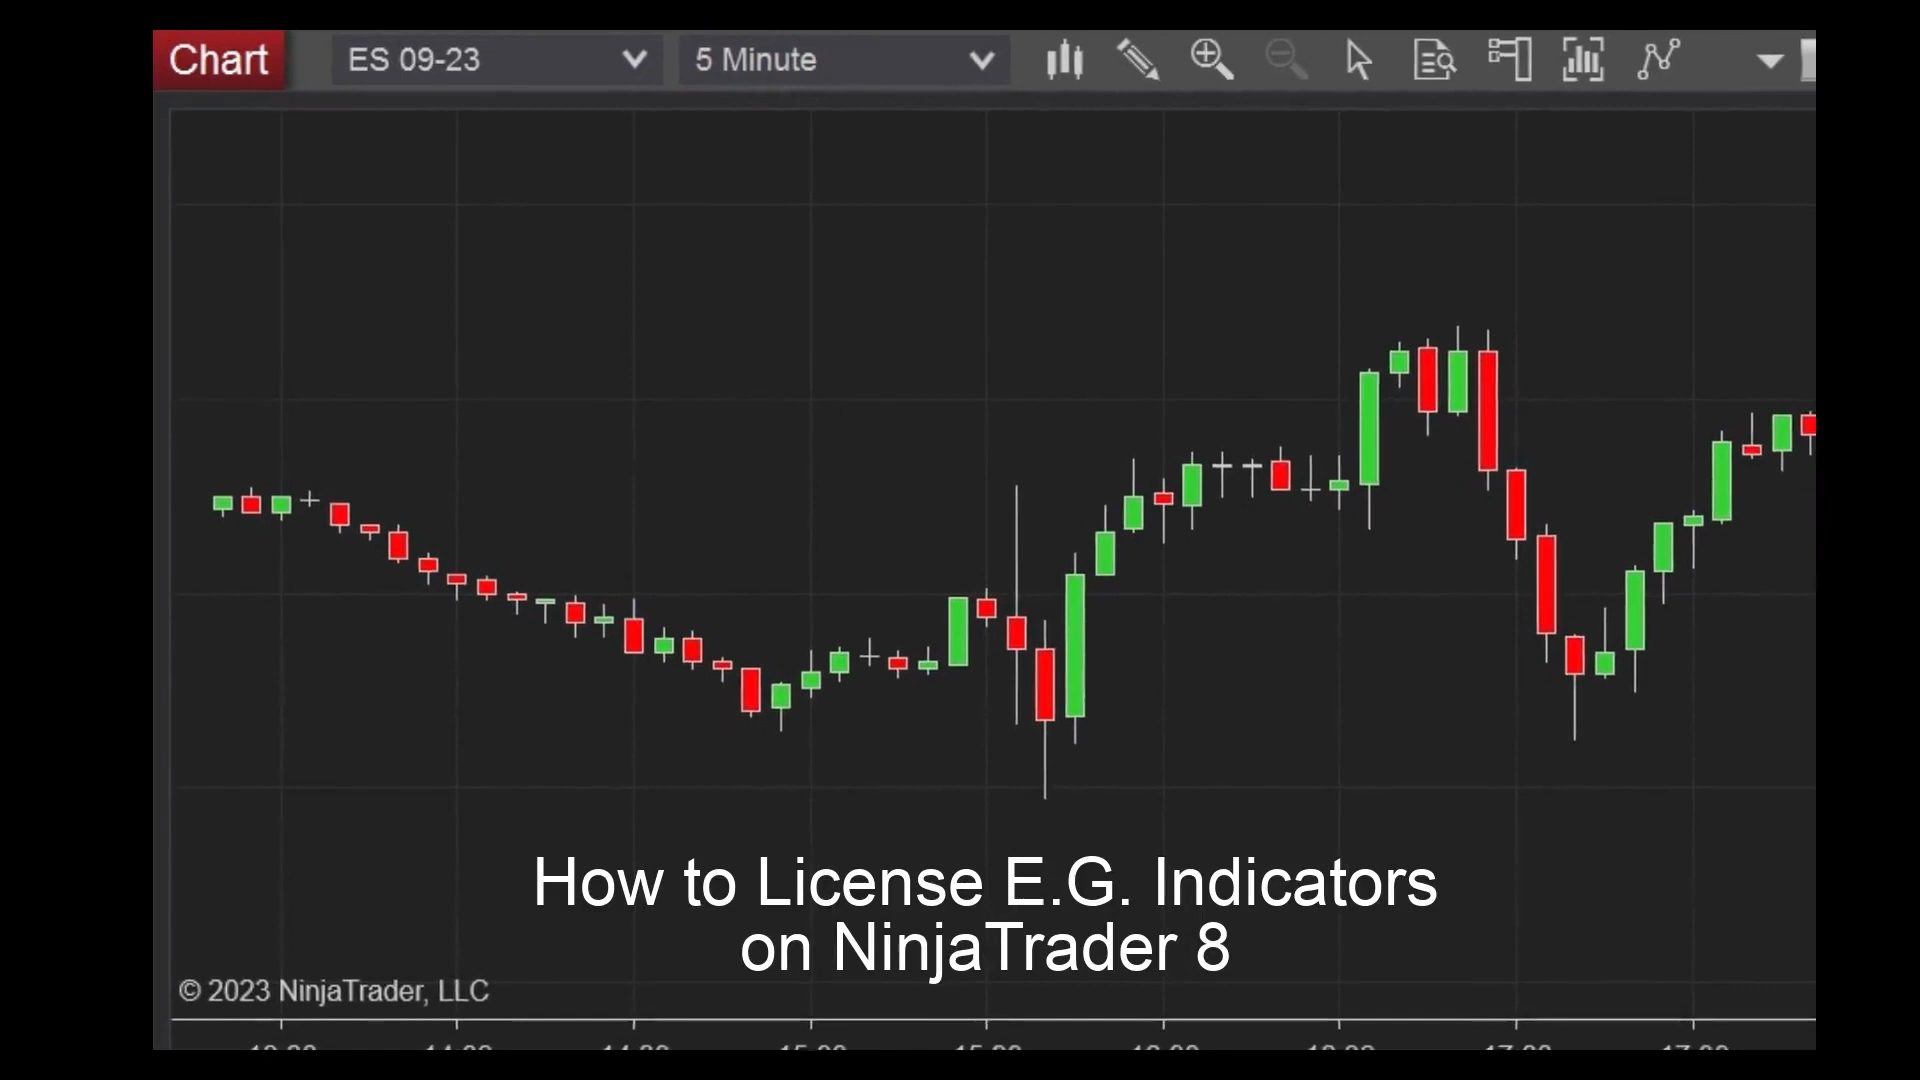 Chart
ES 09-23
5 Minute
How to License E.G. Indicators
on NinjaTrader 8
© 2023 NinjaTrader, LLC